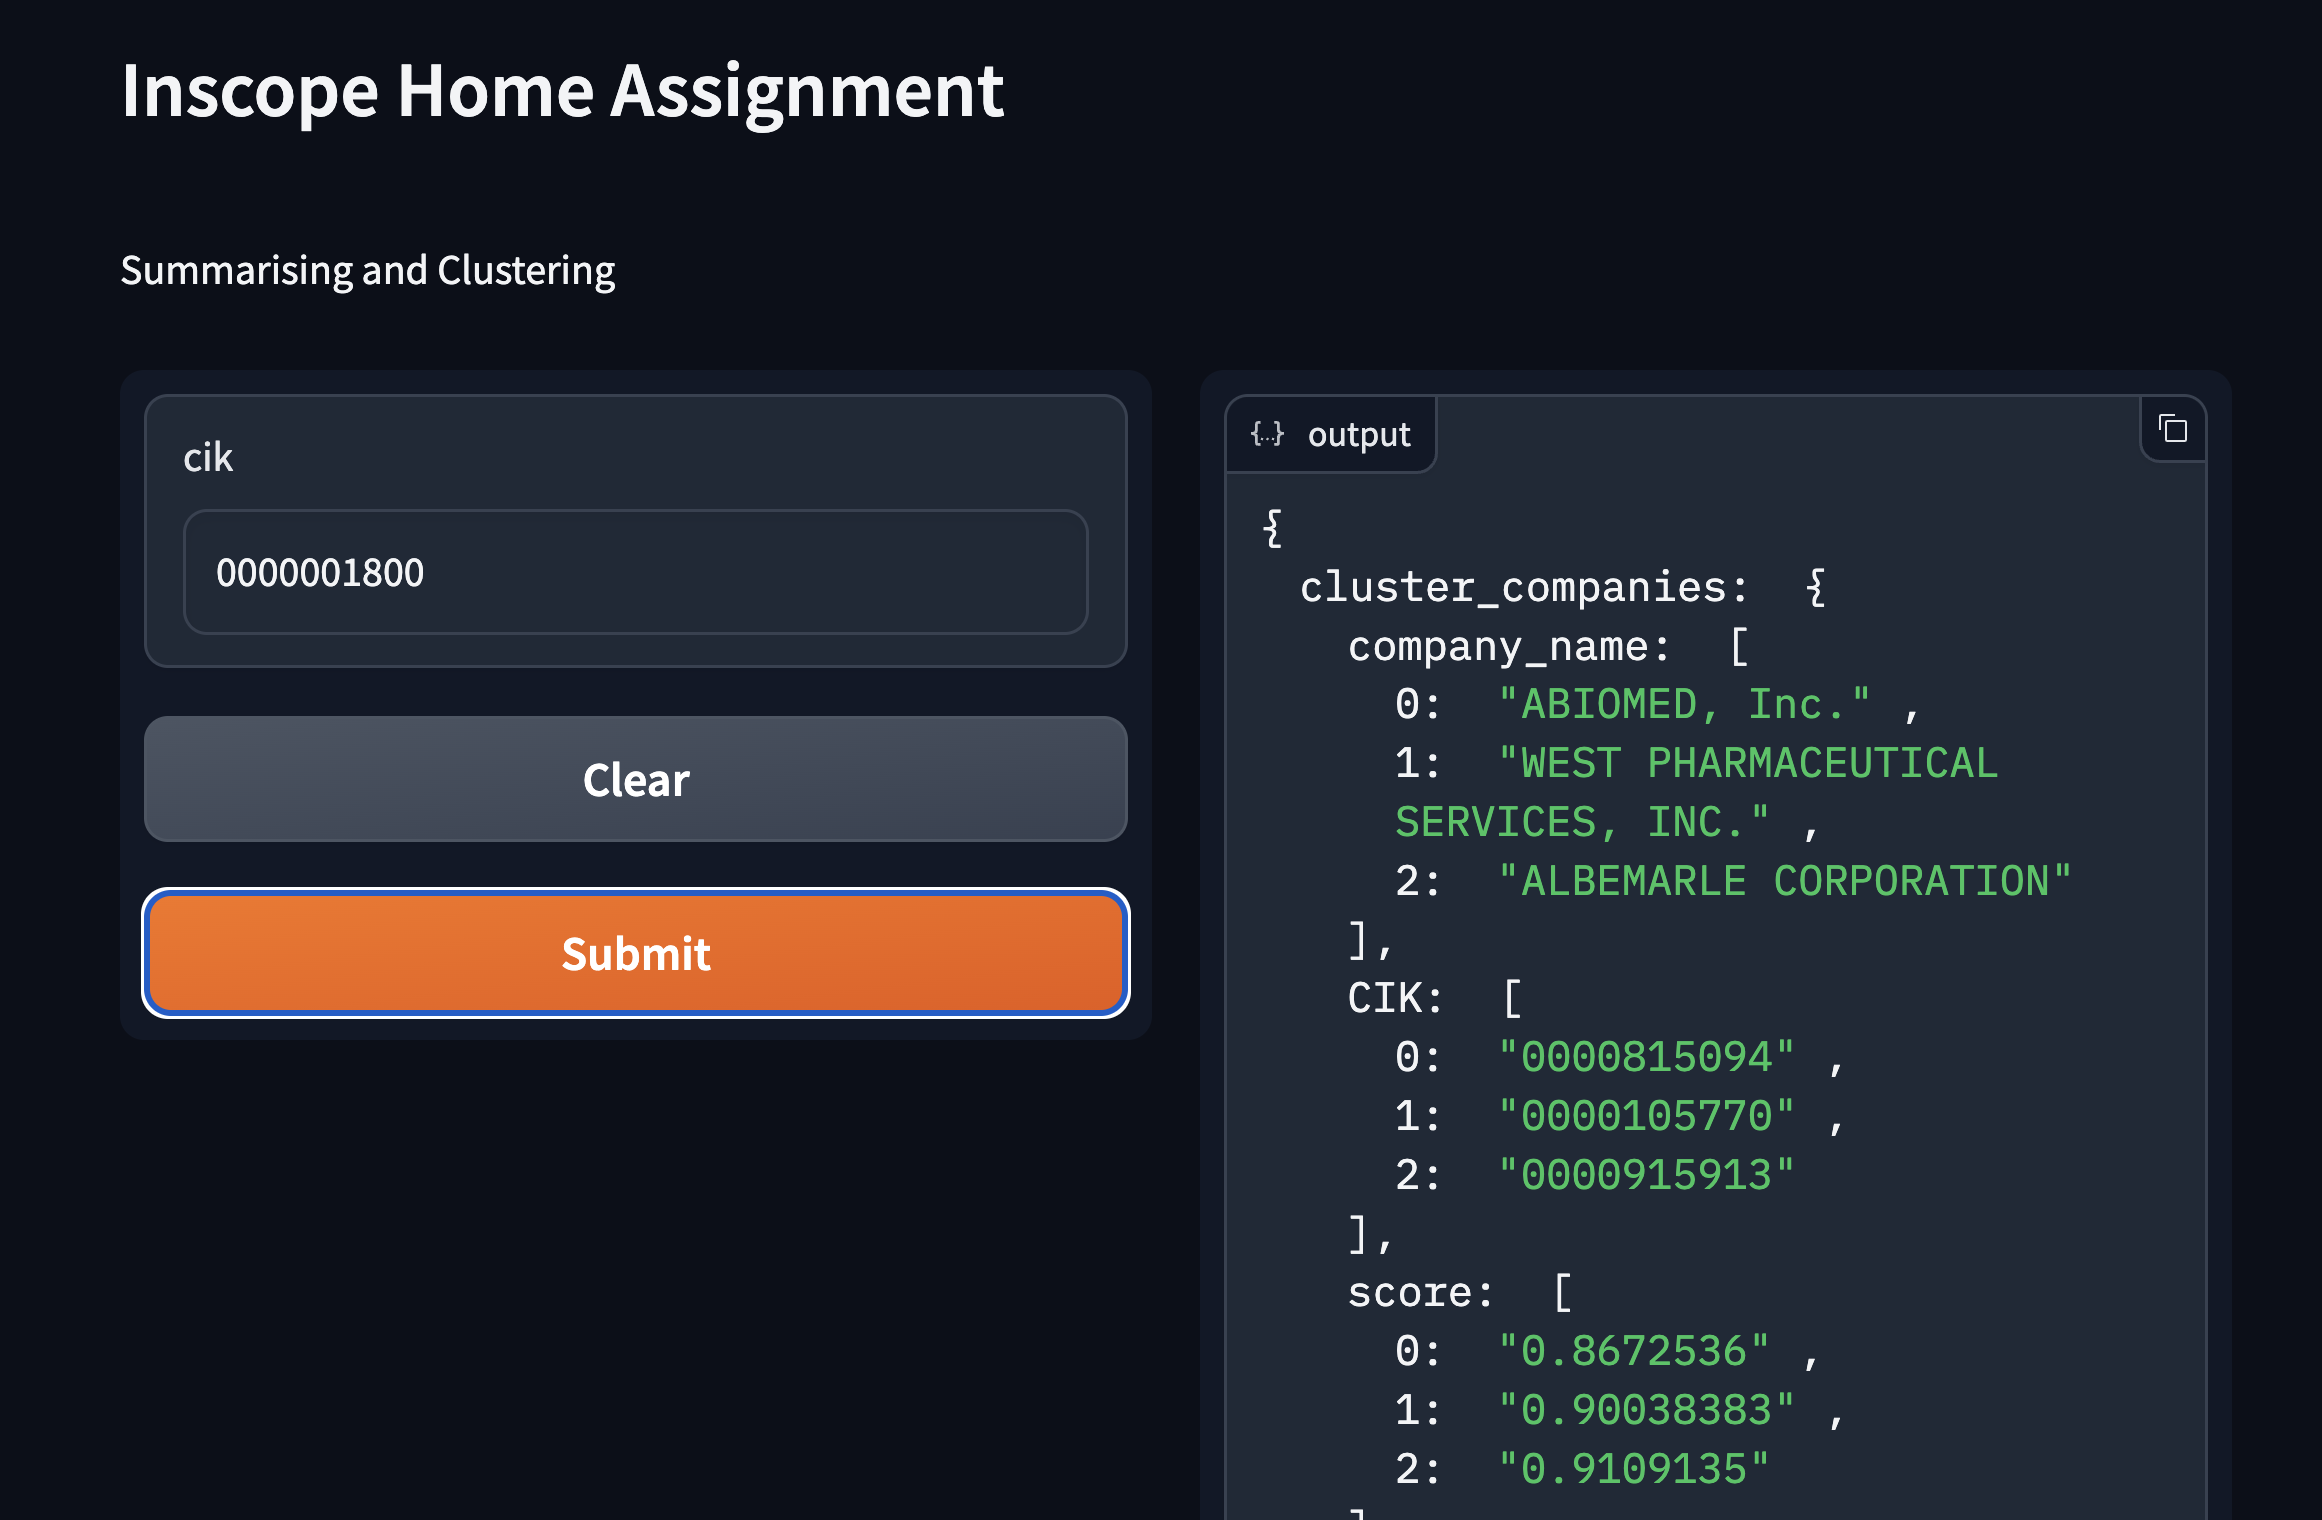 Inscope Home Assignment
Summarising and Clustering
cik
0000001800
Clear
Submit
{..} output
{
cluster_companies: {
company_name: [
0: "ABIOMED, Inc." ,
1: "WEST PHARMACEUTICAL
SERVICES, INC." ,
2: "ALBEMARLE CORPORATION"
],
CIK: [
0: "0000815094" ,
1: "0000105770" ,
2: "0000915913"
],
score: [
0: "0.8672536" ,
1: "0.90038383" ,
2: "0.9109135"
]